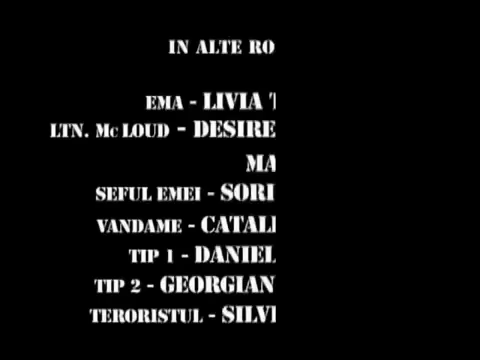 IN ALTE RO
EMA - LIVIA T
LTN. Mc LOUD - DESIRE
MA
SEFUL EMEI - SORI
VANDAME - CATALI
TIP 1 - DANIEL
TIP 2 - GEORGIAN
TERORISTUL - SILVI